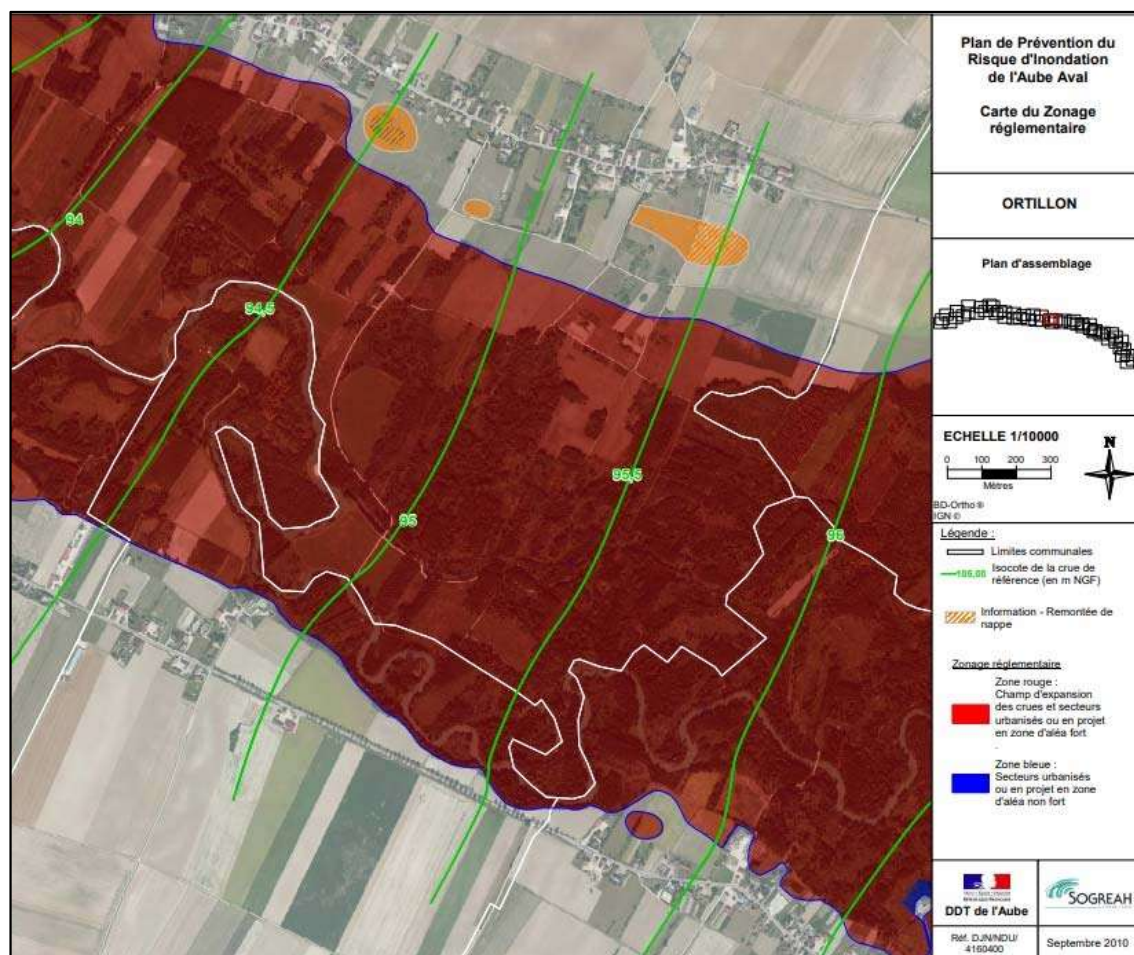 Plan de Prévention du
Risque d'Inondation
de l'Aube Aval
Carte du Zonage
réglementaire
ORTILLON
Plan d'assemblage
ECHELLE 1/10000
N
0 100 200 300
Mètres
BD-Ortho®
IGN ©
Légende :
Limites communales
Isocote de la crue de
référence (en m NGF)
Information - Remontée de
nappe
Zonage réglementaire
Zone rouge :
Champ d'expansion
des crues et secteurs
urbanisés ou en projet
en zone d'aléa fort
.
Zone bleue :
Secteurs urbanisés
ou en projet en zone
d'aléa non fort
DDT de l'Aube
SOGREAH
Réf. DJN/NDU/
4160400
Septembre 2010
94
94,5
95
95,5
96